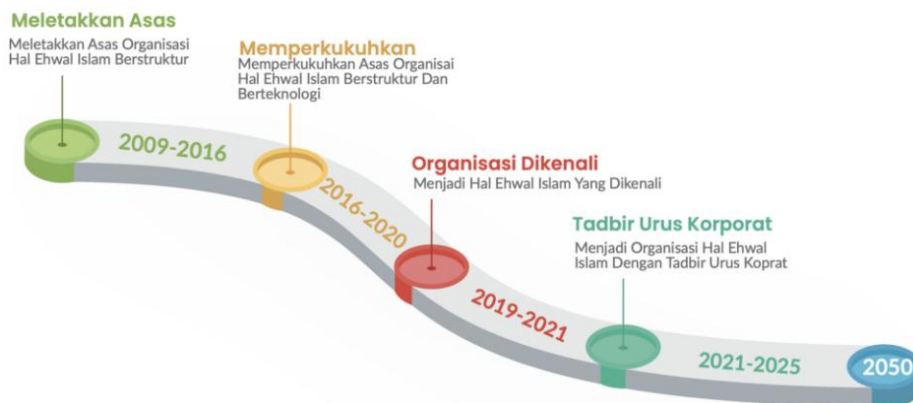 Meletakkan Asas
Meletakkan Asas Organisasi
Hal Ehwal Islam Berstruktur
2009-2016
Memperkukuhkan
Memperkukuhkan Asas Organisai
Hal Ehwal Islam Berstruktur Dan
Berteknologi
2016-2020
Organisasi Dikenali
Menjadi Hal Ehwal Islam Yang Dikenali
2019-2021
Tadbir Urus Korporat
Menjadi Organisasi Hal Ehwal
Islam Dengan Tadbir Urus Koprat
2021-2025
2050